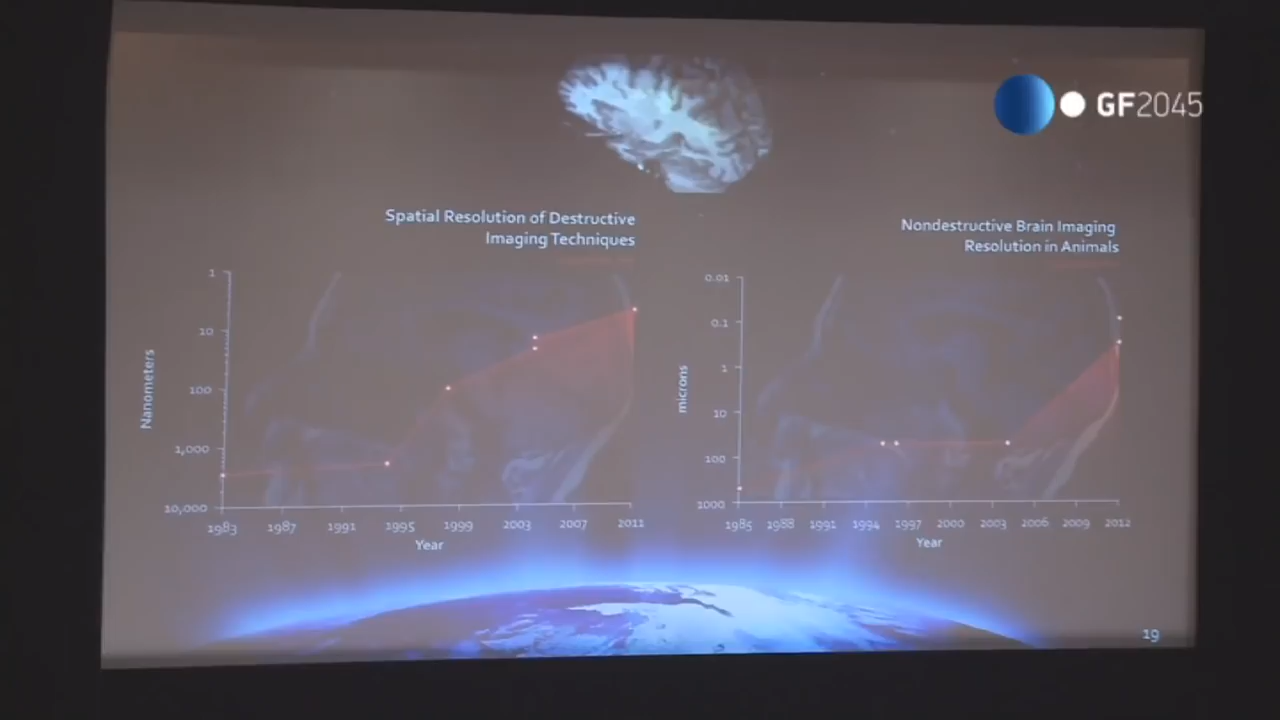 GF2045
Spatial Resolution of Destructive
Imaging Techniques
1
10
100
1,000
10,000
Nanometers
1983 1987 1991 1995 1999 2003 2007 2011
Year
Nondestructive Brain Imaging
Resolution in Animals
0.01
0.1
1
10
100
1000
microns
1985 1988 1991 1994 1997 2000 2003 2006 2009 2012
Year
19